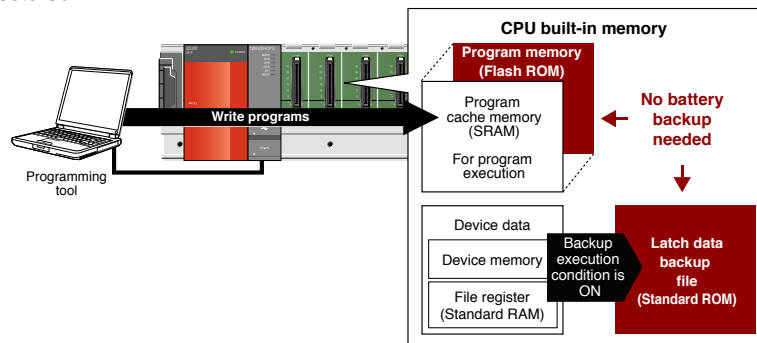 CPU built-in memory
Program memory
(Flash ROM)
Program
cache memory
(SRAM)
For program
execution
No battery
backup
needed
Write programs
Programming
tool
Device data
Device memory
File register
(Standard RAM)
Backup
execution
condition is
ON
Latch data
backup
file
(Standard ROM)